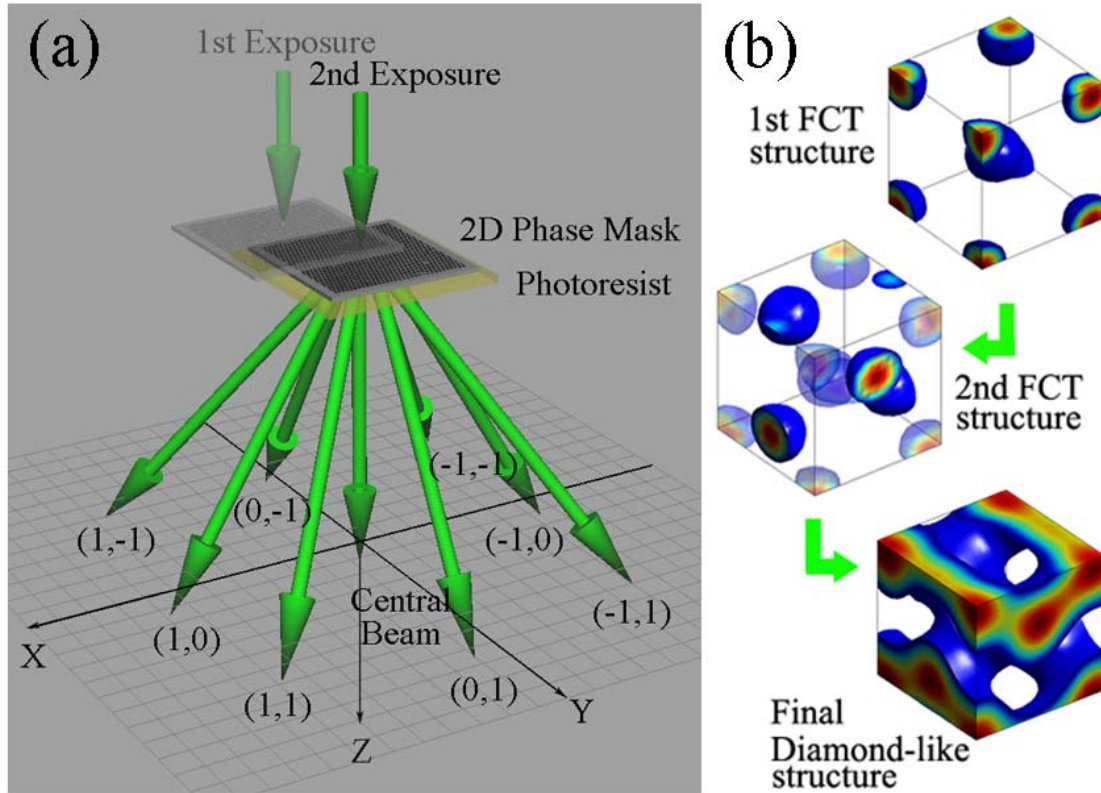 (a)
1st Exposure
2nd Exposure
2D Phase Mask
Photoresist
(-1,-1)
(0,-1)
(1,-1)
(-1,0)
Central
Beam
(-1,1)
X
(1,0)
(1,1)
(0,1)
Y
Z
(b)
1st FCT
structure
2nd FCT
structure
Final
Diamond-like
structure